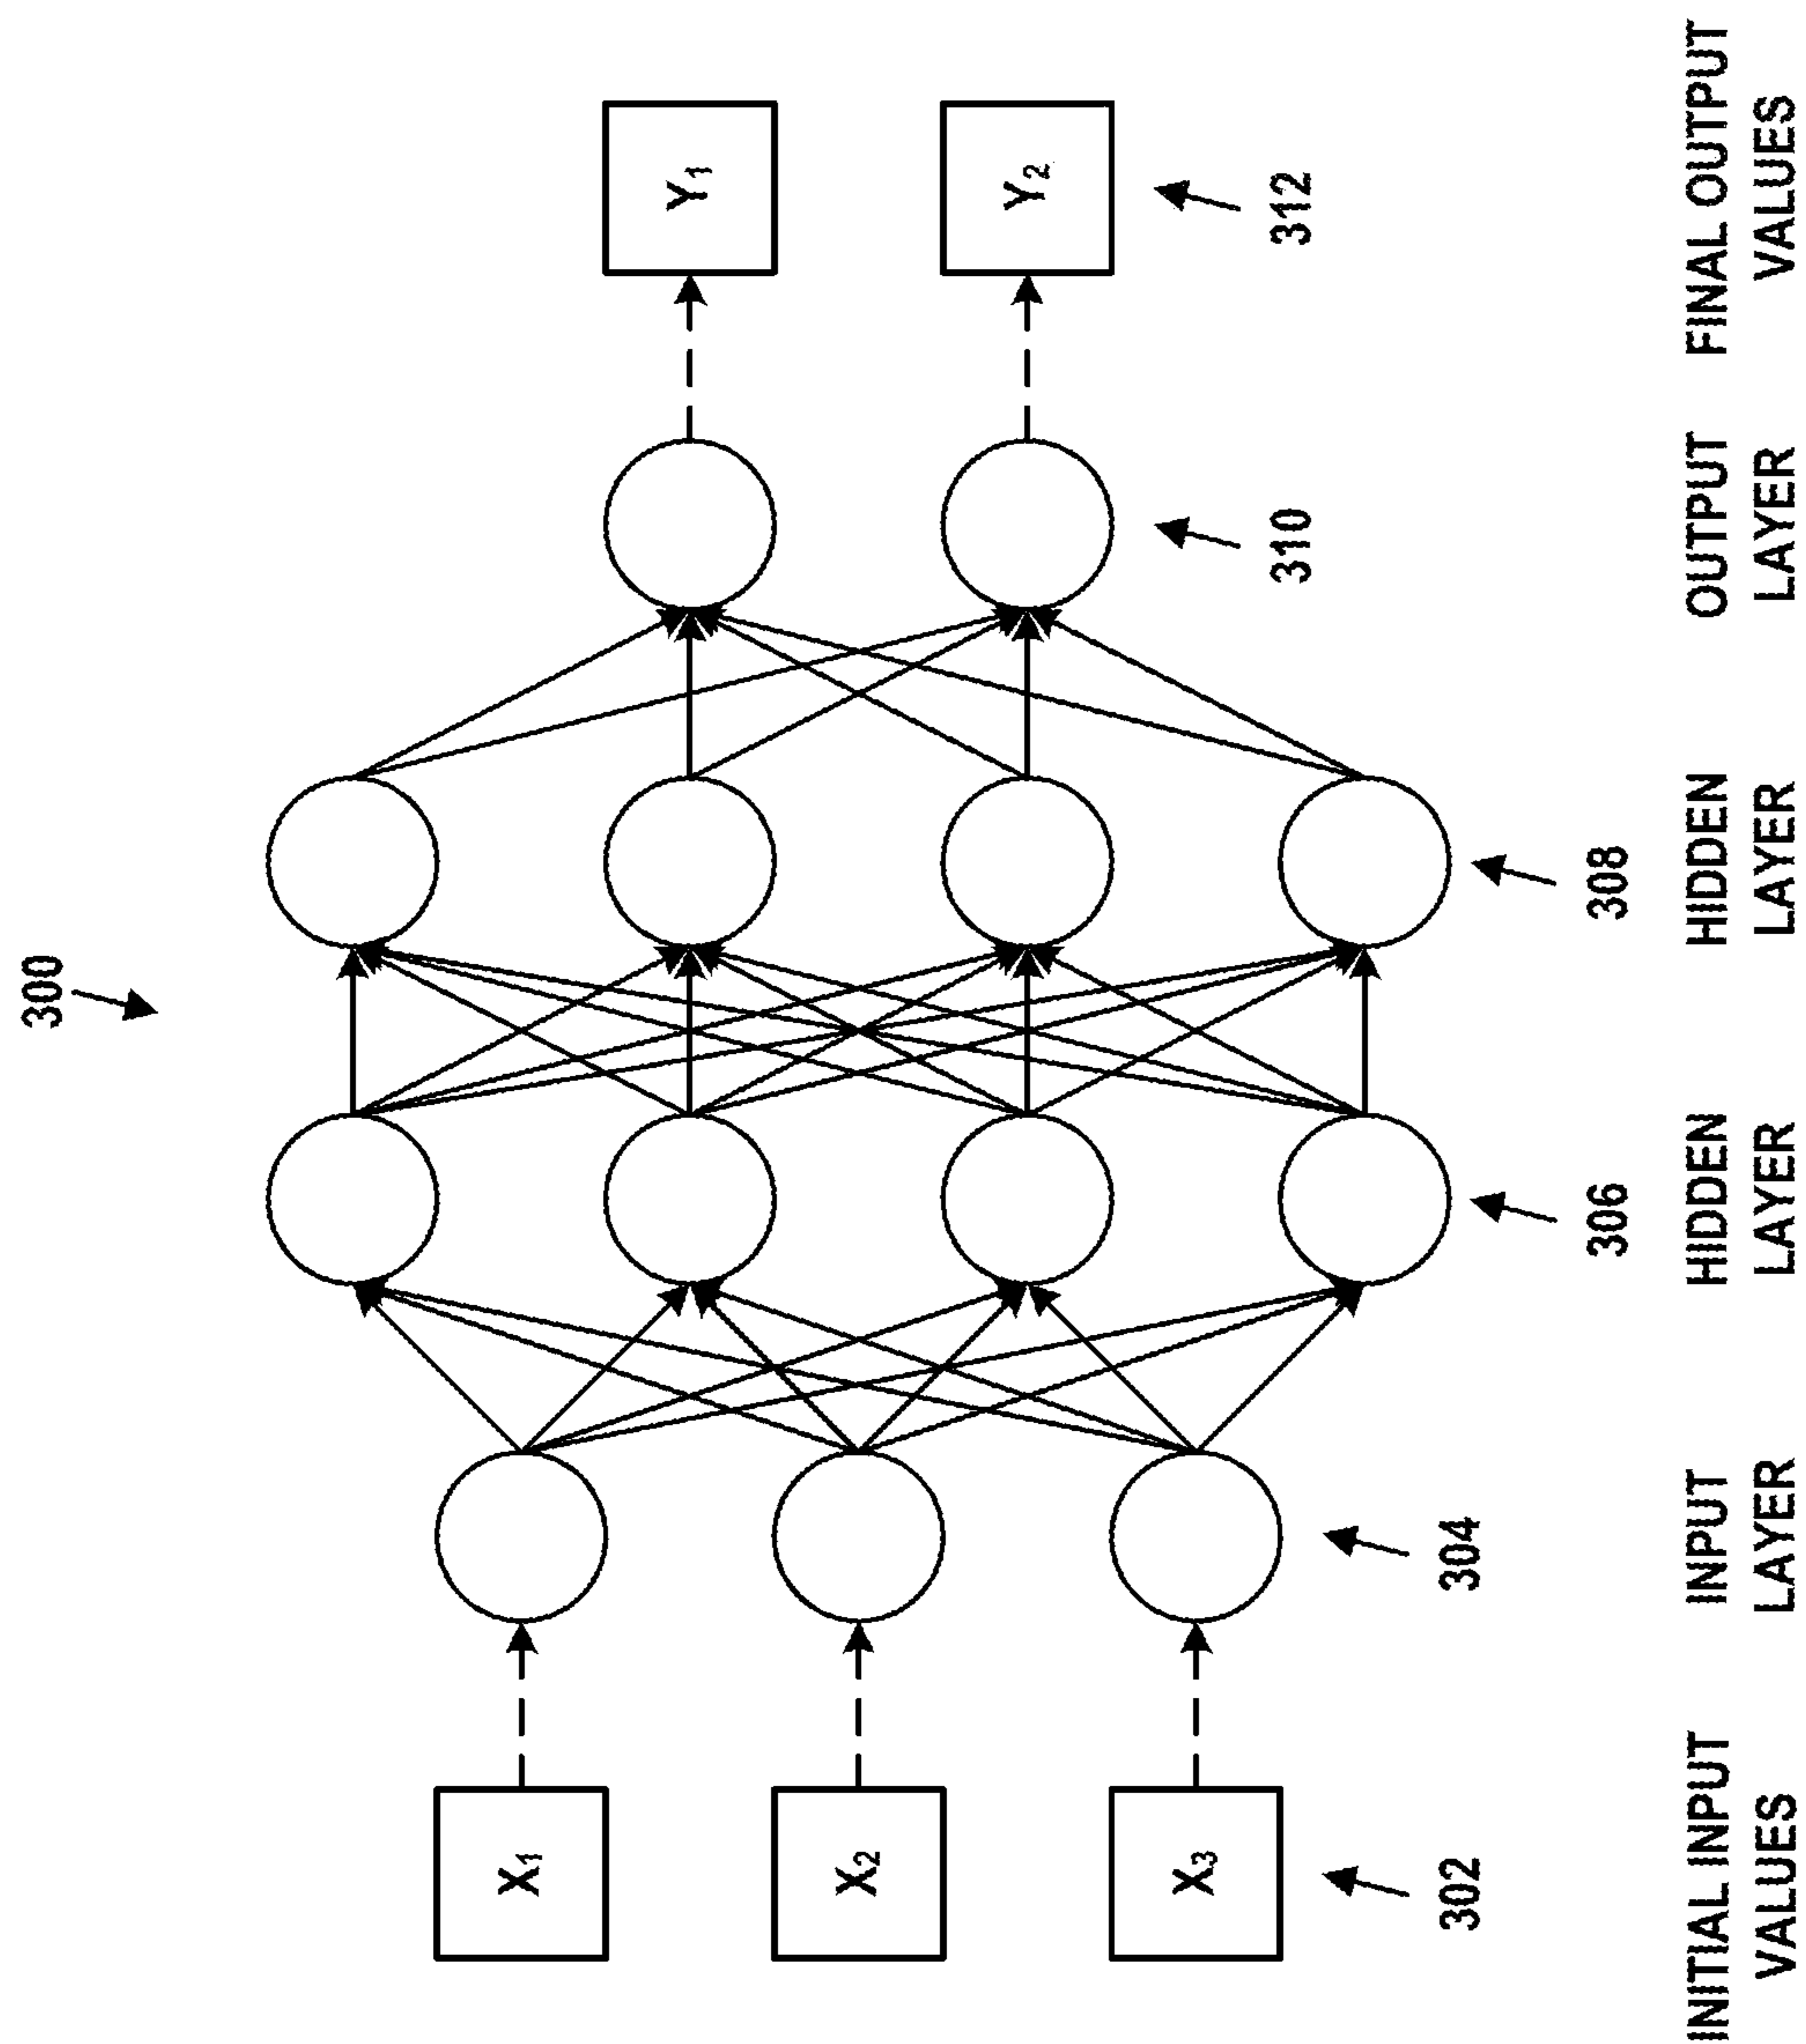 300
X1
X2
X3
Y1
Y2
302
304
306
308
310
312
INITIAL INPUT
VALUES
INPUT
LAYER
HIDDEN
LAYER
HIDDEN
LAYER
OUTPUT
LAYER
FINAL OUTPUT
VALUES